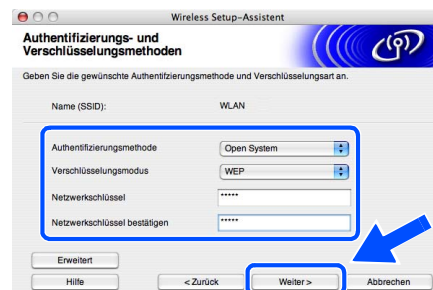 Wireless Setup-Assistent
Authentifizierungs- und
Verschlüsselungsmethoden
Geben Sie die gewünschte Authentifizierungsmethode und Verschlüsselungsart an.
Name (SSID): WLAN
Authentifizierungsmethode Open System
Verschlüsselungsmodus WEP
Netzwerkschlüssel *****
Netzwerkschlüssel bestätigen *****
Erweitert
Hilfe < Zurück Weiter > Abbrechen